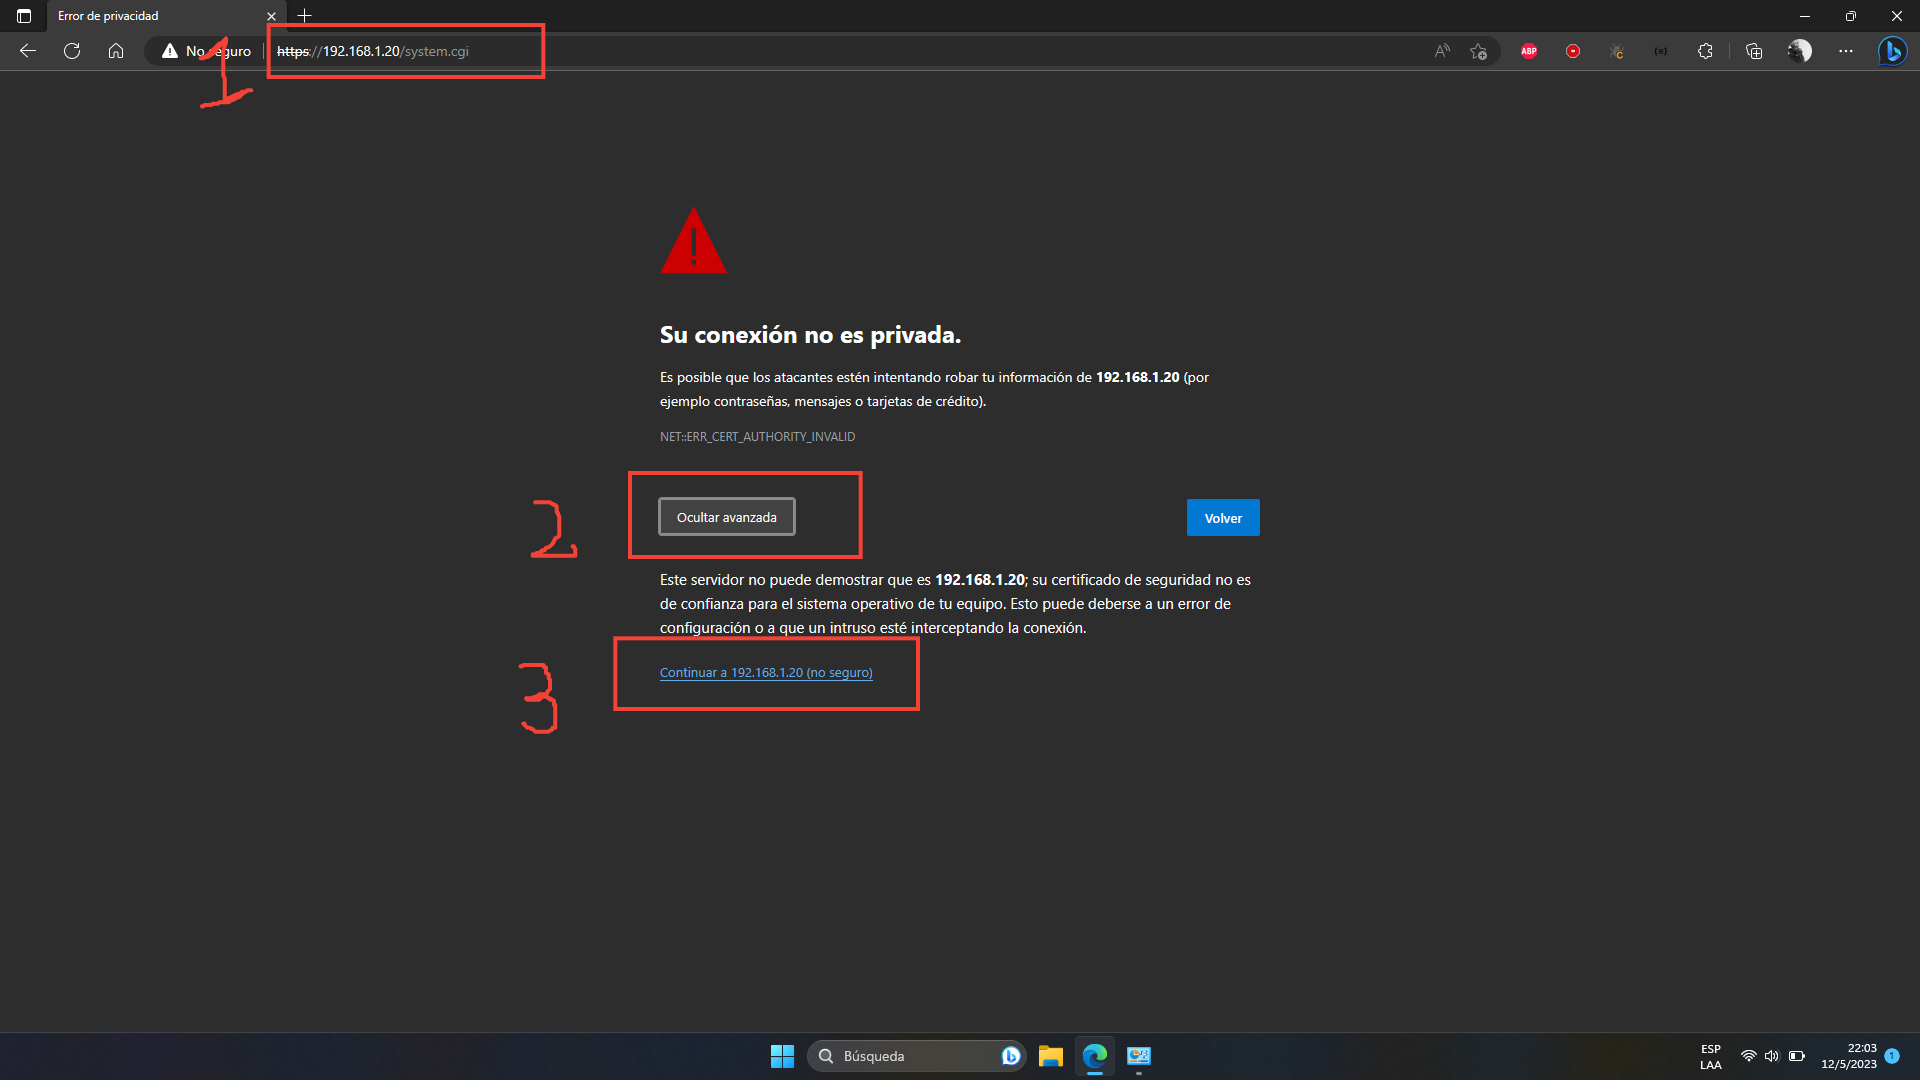 Error de privacidad
No seguro
https://192.168.1.20/system.cgi
ABP
1
Su conexión no es privada.
Es posible que los atacantes estén intentando robar tu información de 192.168.1.20 (por
ejemplo contraseñas, mensajes o tarjetas de crédito).
NET::ERR_CERT_AUTHORITY_INVALID
2
Ocultar avanzada
Volver
Este servidor no puede demostrar que es 192.168.1.20; su certificado de seguridad no es
de confianza para el sistema operativo de tu equipo. Esto puede deberse a un error de
configuración o a que un intruso esté interceptando la conexión.
3
Continuar a 192.168.1.20 (no seguro)
Búsqueda
ESP
LAA
22:03
12/5/2023
1